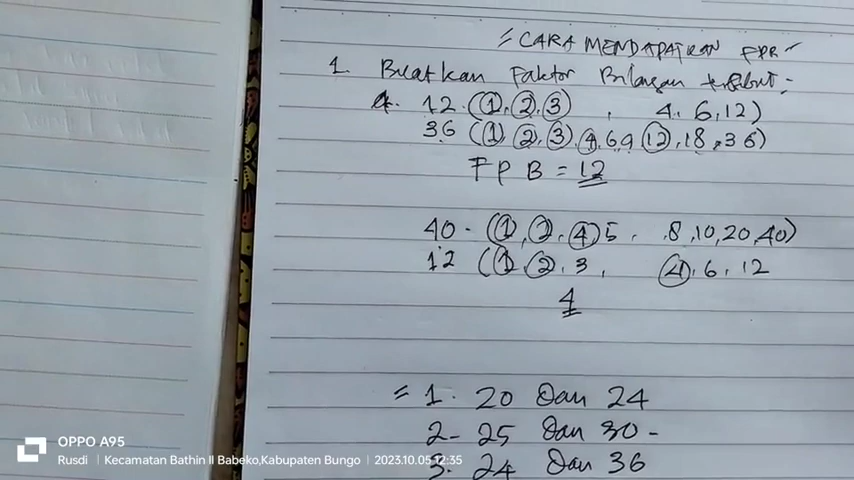 = CARA MENDAPATKAN FPB
1. Buatkan Faktor Bilangan tersebut :
a. 12. (1, 2, 3, 4, 6, 12)
36 (1, 2, 3, 4, 6, 9, 12, 18, 36)
FPB = 12
40 - (1, 2, 4, 5, 8, 10, 20, 40)
12 (1, 2, 3, 4, 6, 12
4
= 1. 20 dan 24
2- 25 dan 30 -
3. 24 dan 36
OPPO A95
Rusdi | Kecamatan Bathin II Babeko,Kabupaten Bungo | 2023.10.05 12:35